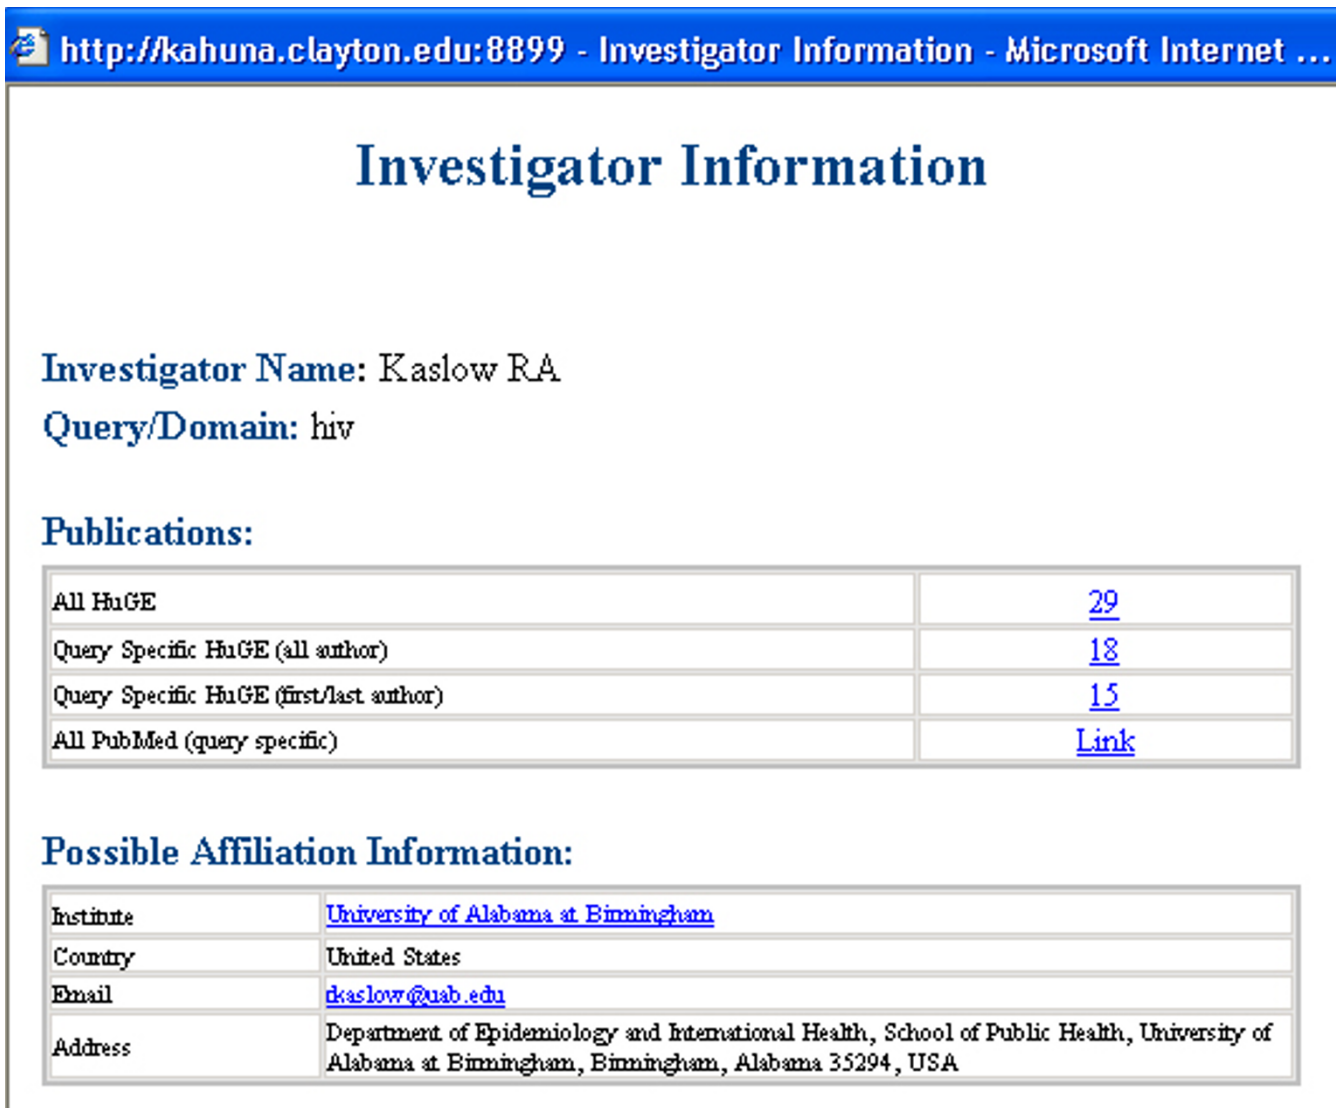 http://kahuna.clayton.edu:8899 - Investigator Information - Microsoft Internet ...
Investigator Information
Investigator Name: Kaslow RA
Query/Domain: hiv
Publications:
All HuGE 29
Query Specific HuGE (all author) 18
Query Specific HuGE (first/last author) 15
All PubMed (query specific) Link
Possible Affiliation Information:
Institute University of Alabama at Birmingham
Country United States
Email rkaslow@uab.edu
Address Department of Epidemiology and International Health, School of Public Health, University of
Alabama at Birmingham, Birmingham, Alabama 35294, USA